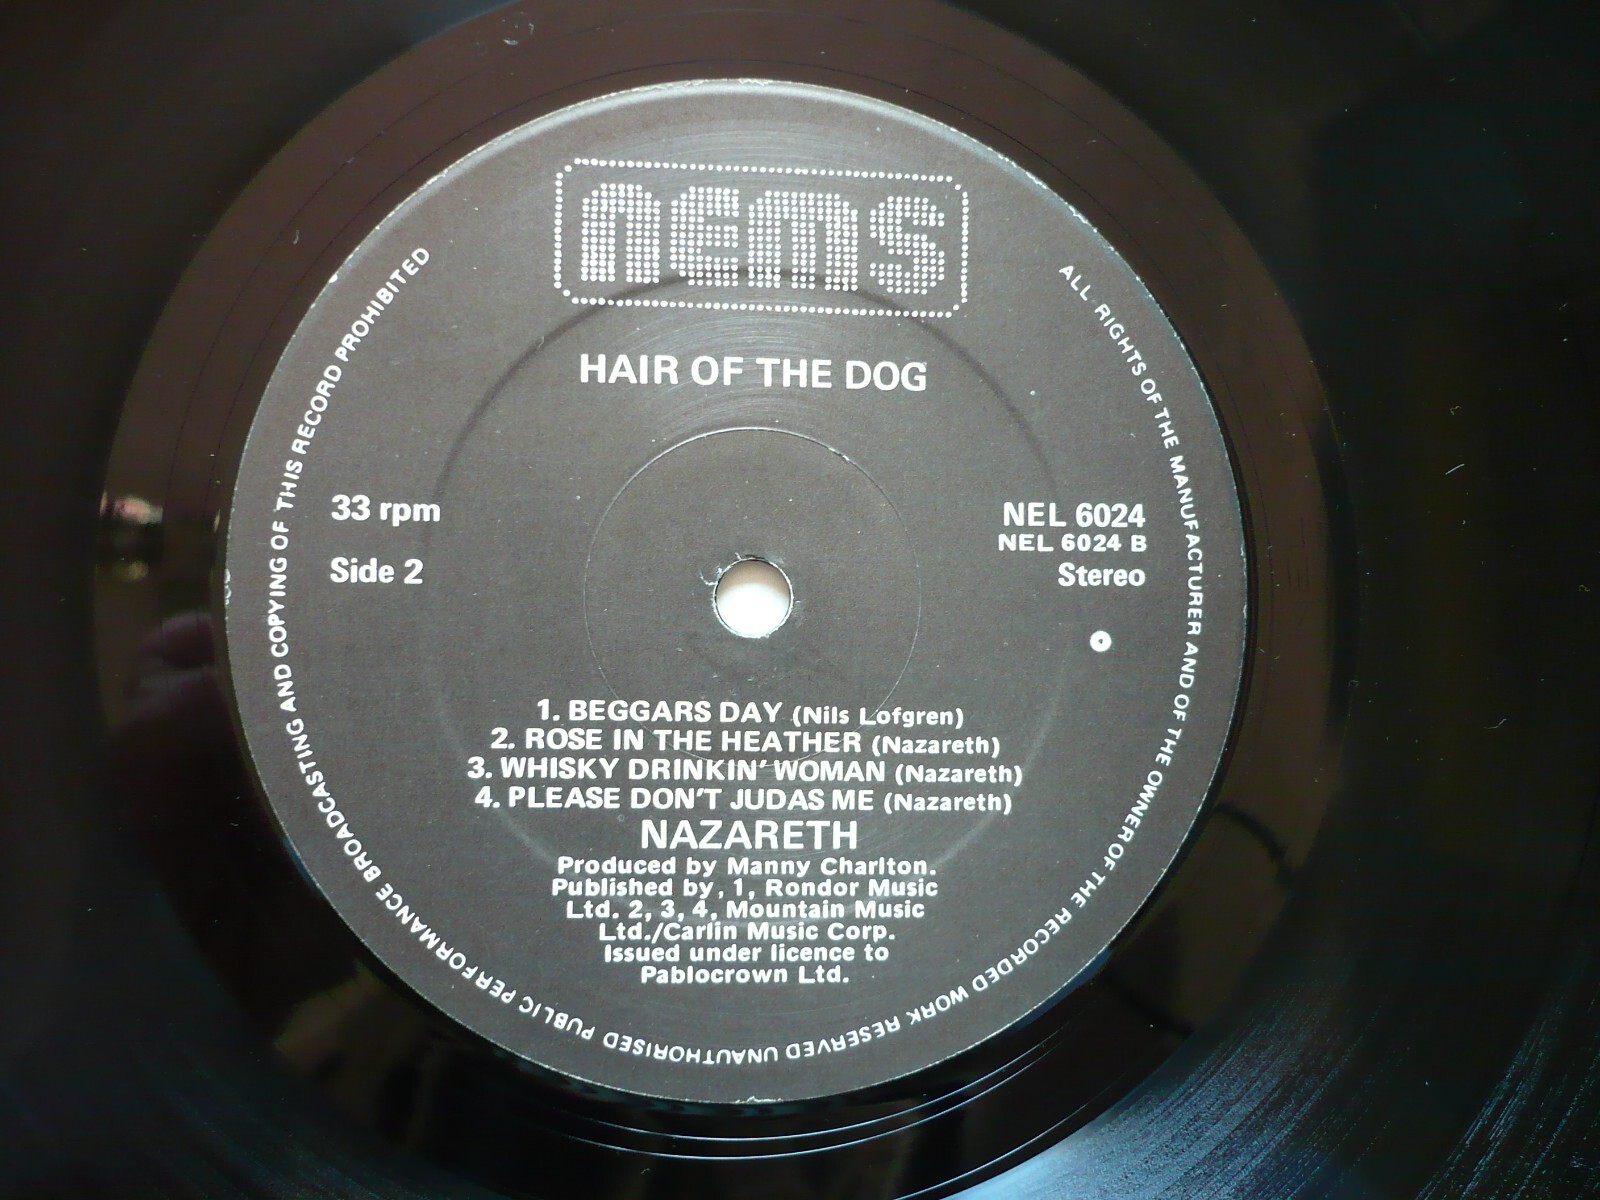 nems
HAIR OF THE DOG
33 rpm
Side 2
NEL 6024
NEL 6024 B
Stereo
1. BEGGARS DAY (Nils Lofgren)
2. ROSE IN THE HEATHER (Nazareth)
3. WHISKY DRINKIN' WOMAN (Nazareth)
4. PLEASE DON'T JUDAS ME (Nazareth)
NAZARETH
Produced by Manny Charlton.
Published by, 1, Rondor Music
Ltd. 2, 3, 4, Mountain Music
Ltd./Carlin Music Corp.
Issued under licence to
Pablocrown Ltd.
ALL RIGHTS OF THE MANUFACTURER AND OF THE OWNER OF THE RECORDED WORK RESERVED UNAUTHORISED PUBLIC PERFORMANCE BROADCASTING AND COPYING OF THIS RECORD PROHIBITED